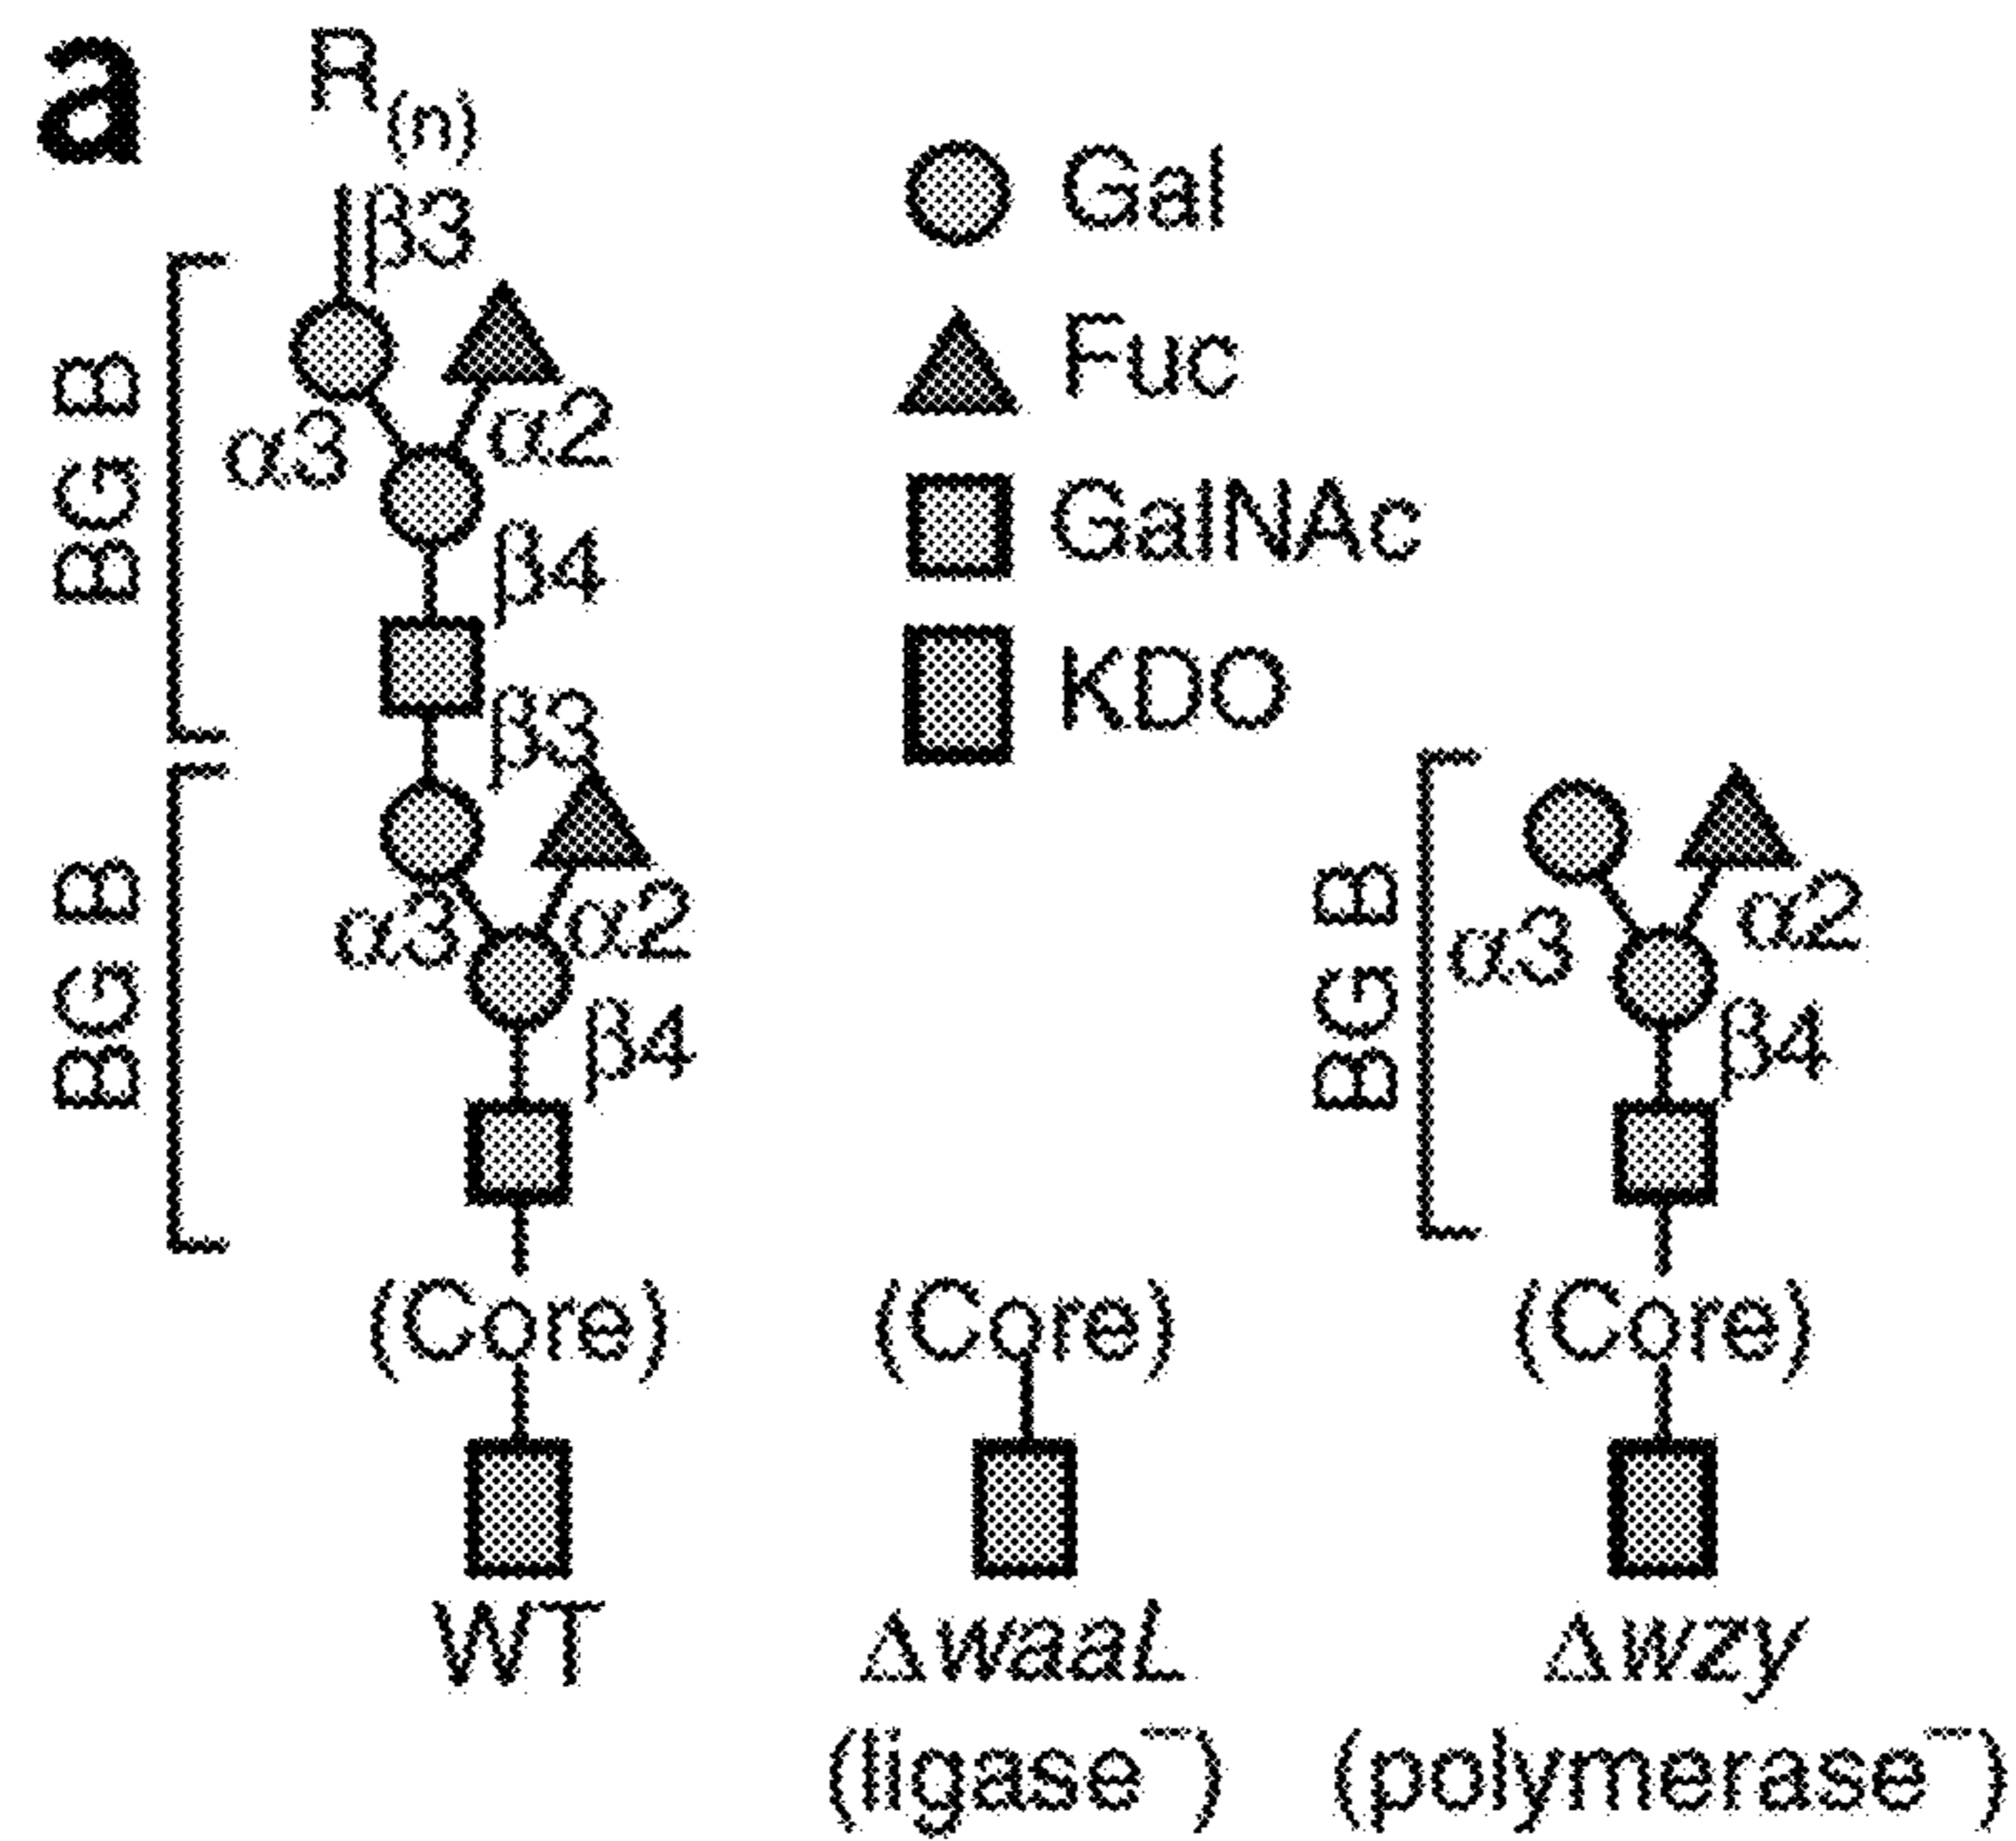 a
R(n)
β3
BG B
α3
α2
β4
β3
BG B
α3
α2
β4
(Core)
WT
Gal
Fuc
GalNAc
KDO
(Core)
ΔwaaL
(ligase⁻)
BG B
α3
α2
β4
(Core)
Δwzy
(polymerase⁻)